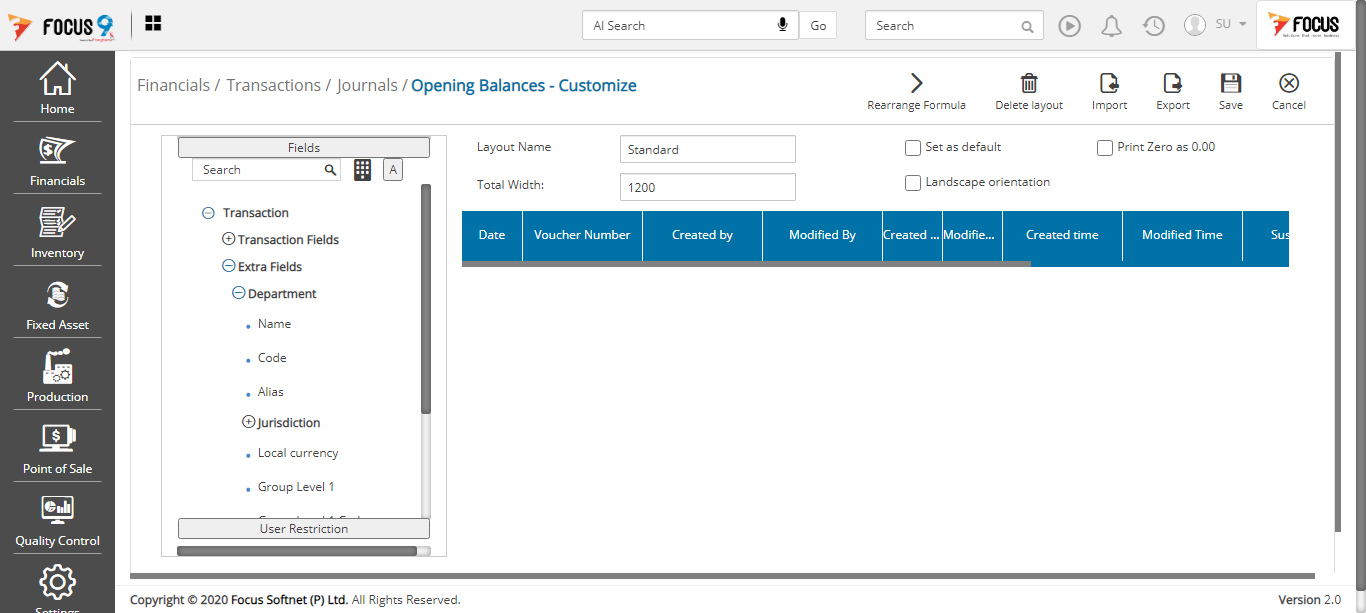 FOCUS 9
AI Search
Go
Search
SU
FOCUS
Home
Financials
Inventory
Fixed Asset
Production
Point of Sale
Quality Control
Settings
Financials / Transactions / Journals / Opening Balances - Customize
Rearrange Formula
Delete layout
Import
Export
Save
Cancel
Fields
Search
A
Transaction
Transaction Fields
Extra Fields
Department
Name
Code
Alias
Jurisdiction
Local currency
Group Level 1
User Restriction
Layout Name
Standard
Set as default
Print Zero as 0.00
Total Width:
1200
Landscape orientation
Date
Voucher Number
Created by
Modified By
Created ...
Modifie...
Created time
Modified Time
Sus
Copyright © 2020 Focus Softnet (P) Ltd. All Rights Reserved.
Version 2.0